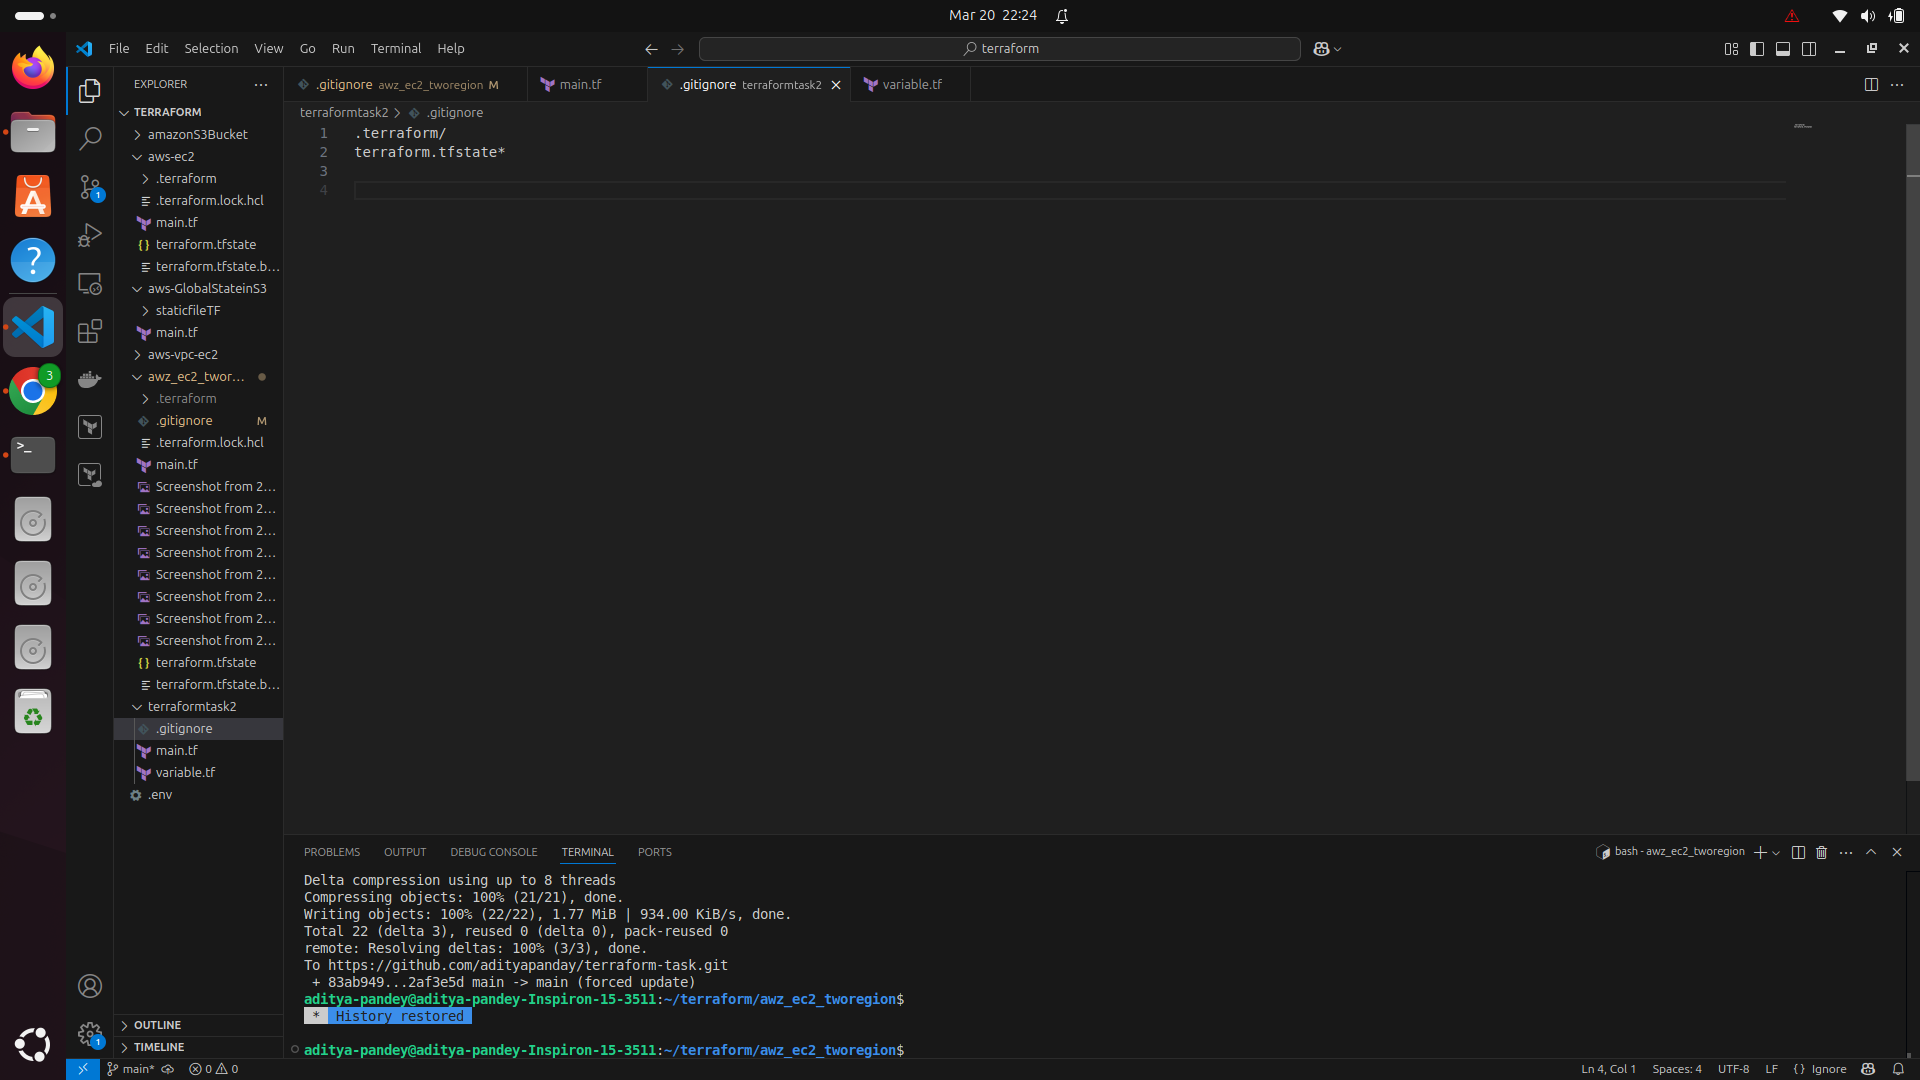 Mar 20 22:24
File Edit Selection View Go Run Terminal Help
terraform
EXPLORER
.gitignore awz_ec2_tworegion M
main.tf
.gitignore terraformtask2
variable.tf
TERRAFORM
amazonS3Bucket
aws-ec2
.terraform
.terraform.lock.hcl
main.tf
terraform.tfstate
terraform.tfstate.b...
aws-GlobalStateinS3
staticfileTF
main.tf
aws-vpc-ec2
awz_ec2_twor...
.terraform
.gitignore M
.terraform.lock.hcl
main.tf
Screenshot from 2...
Screenshot from 2...
Screenshot from 2...
Screenshot from 2...
Screenshot from 2...
Screenshot from 2...
Screenshot from 2...
Screenshot from 2...
terraform.tfstate
terraform.tfstate.b...
terraformtask2
.gitignore
main.tf
variable.tf
.env
OUTLINE
TIMELINE
1
3
1
terraformtask2 > .gitignore
1 .terraform/
2 terraform.tfstate*
3
4
PROBLEMS OUTPUT DEBUG CONSOLE TERMINAL PORTS
bash - awz_ec2_tworegion
Delta compression using up to 8 threads
Compressing objects: 100% (21/21), done.
Writing objects: 100% (22/22), 1.77 MiB | 934.00 KiB/s, done.
Total 22 (delta 3), reused 0 (delta 0), pack-reused 0
remote: Resolving deltas: 100% (3/3), done.
To https://github.com/adityapanday/terraform-task.git
 + 83ab949...2af3e5d main -> main (forced update)
aditya-pandey@aditya-pandey-Inspiron-15-3511:~/terraform/awz_ec2_tworegion$
* History restored
aditya-pandey@aditya-pandey-Inspiron-15-3511:~/terraform/awz_ec2_tworegion$
main* 0 0
Ln 4, Col 1 Spaces: 4 UTF-8 LF {} Ignore